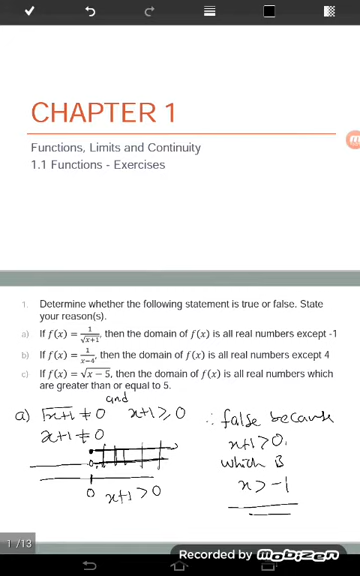 CHAPTER 1
Functions, Limits and Continuity
1.1 Functions - Exercises
1. Determine whether the following statement is true or false. State
your reason(s).
a) If f(x) = 1/√(x+1), then the domain of f(x) is all real numbers except -1
b) If f(x) = 1/(x−4), then the domain of f(x) is all real numbers except 4
c) If f(x) = √(x − 5), then the domain of f(x) is all real numbers which
are greater than or equal to 5.
a) √(x+1) ≠ 0 and x+1 ≥ 0
x+1 ≠ 0
0
0 x+1 > 0
∴ false because
x+1 > 0,
which is
x > -1
1 / 13
Recorded by Mobizen